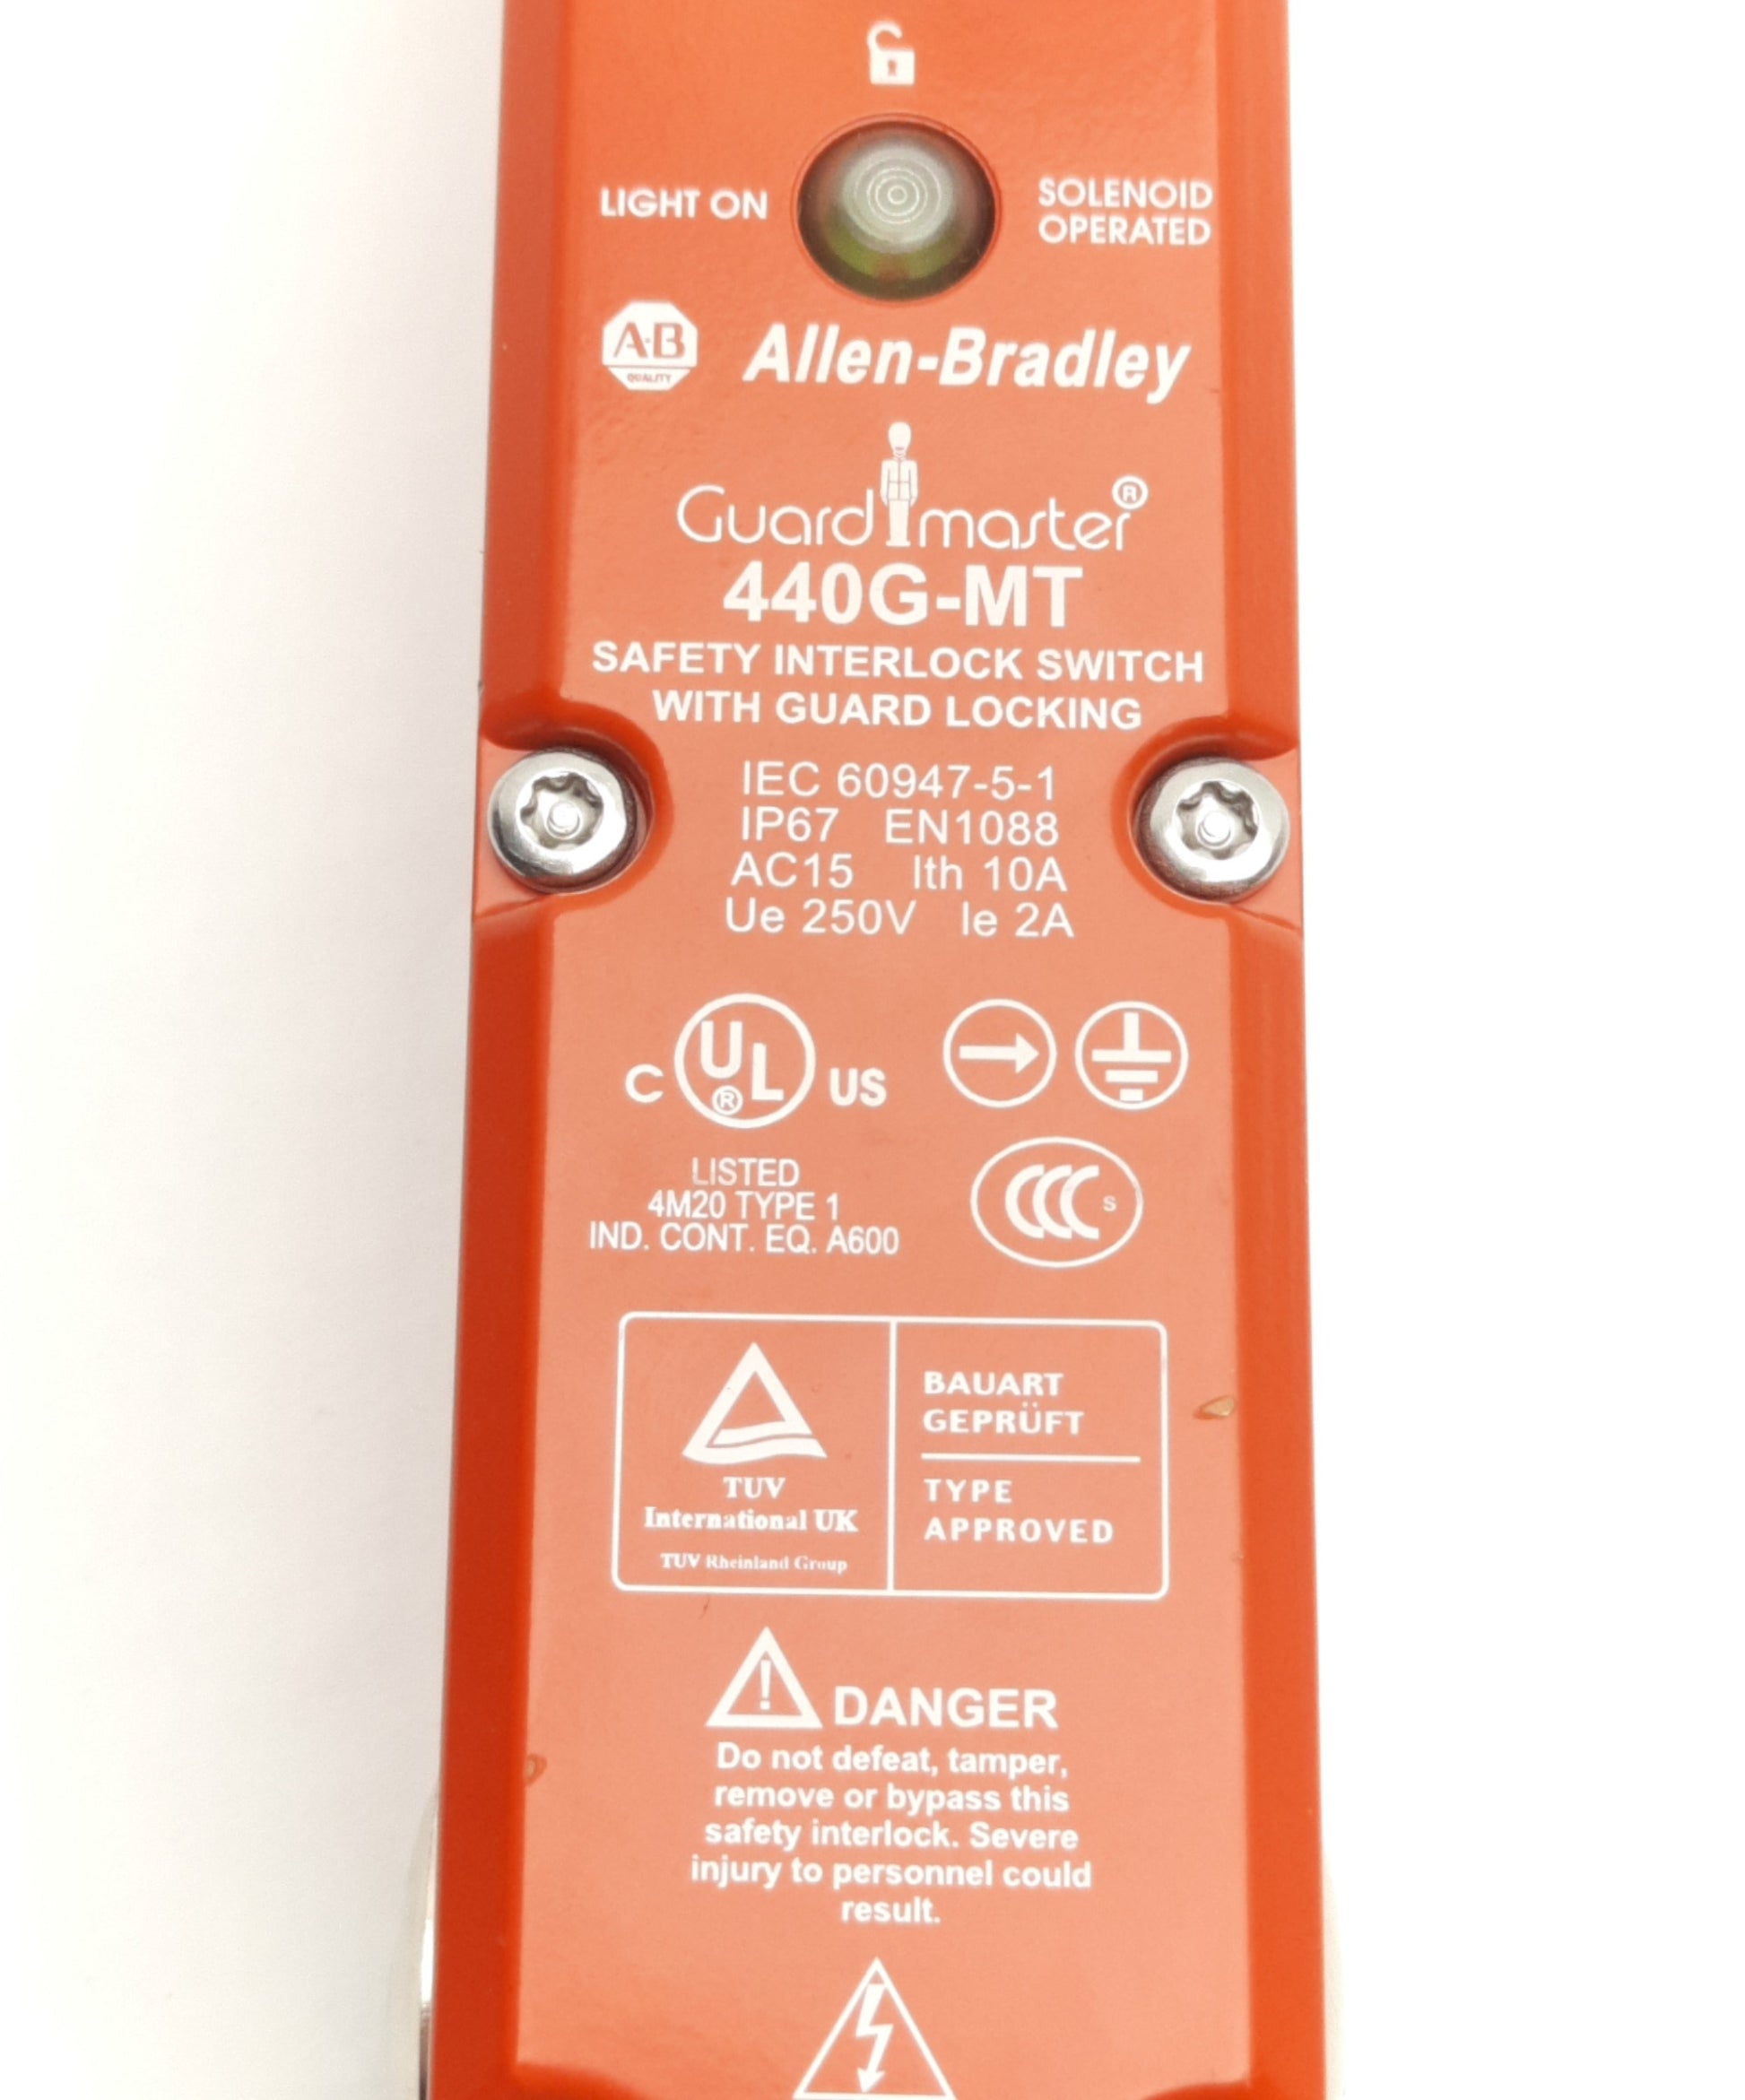 LIGHT ON
SOLENOID
OPERATED
A·B
QUALITY
Allen-Bradley
Guardmaster®
440G-MT
SAFETY INTERLOCK SWITCH
WITH GUARD LOCKING
IEC 60947-5-1
IP67 EN1088
AC15 Ith 10A
Ue 250V Ie 2A
C UL® US
LISTED
4M20 TYPE 1
IND. CONT. EQ. A600
CCC S
TUV
International UK
TUV Rheinland Group
BAUART
GEPRÜFT
TYPE
APPROVED
DANGER
Do not defeat, tamper,
remove or bypass this
safety interlock. Severe
injury to personnel could
result.